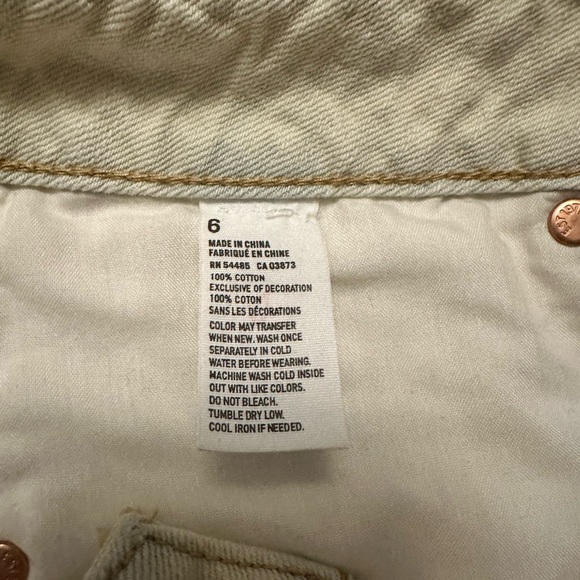 6
MADE IN CHINA
FABRIQUÉ EN CHINE
RN 54485 CA 03873
100% COTTON
EXCLUSIVE OF DECORATION
100% COTON
SANS LES DÉCORATIONS
COLOR MAY TRANSFER
WHEN NEW. WASH ONCE
SEPARATELY IN COLD
WATER BEFORE WEARING.
MACHINE WASH COLD INSIDE
OUT WITH LIKE COLORS.
DO NOT BLEACH.
TUMBLE DRY LOW.
COOL IRON IF NEEDED.